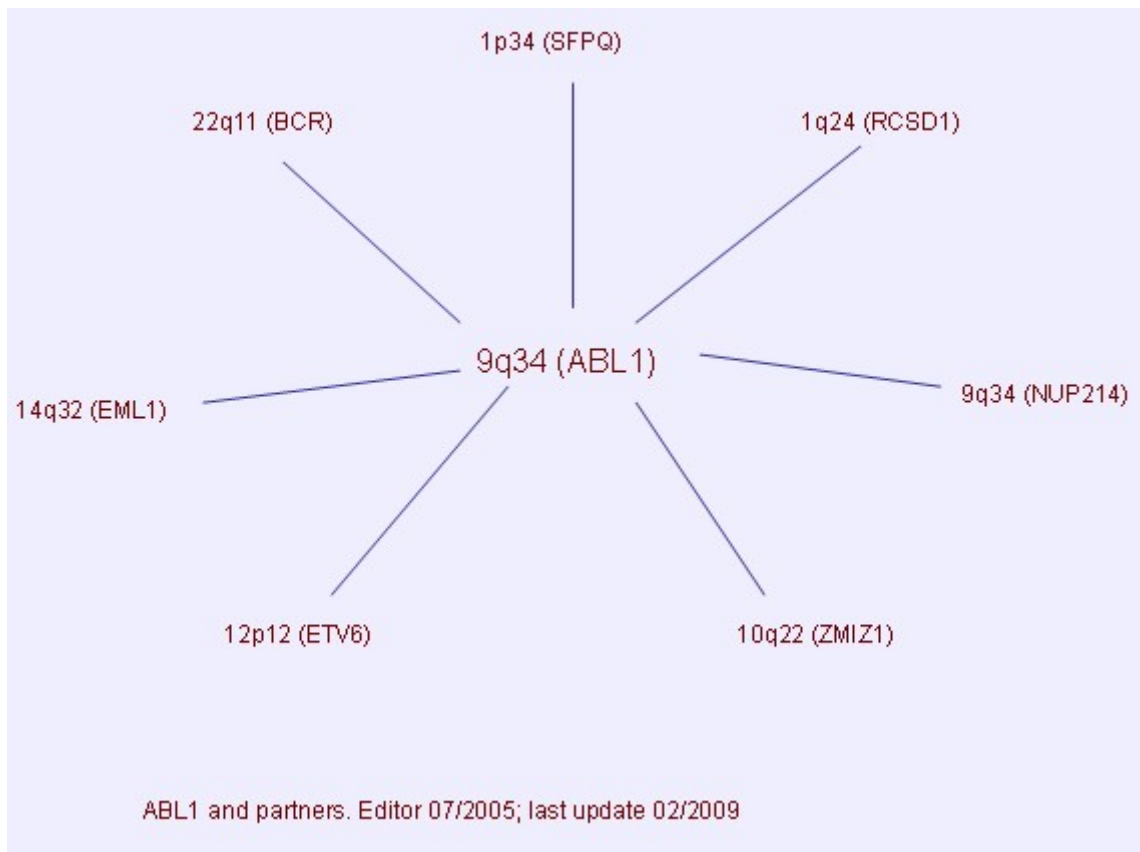 1p34 (SFPQ)
22q11 (BCR)
1q24 (RCSD1)
9q34 (ABL1)
9q34 (NUP214)
14q32 (EML1)
12p12 (ETV6)
10q22 (ZMIZ1)
ABL1 and partners. Editor 07/2005; last update 02/2009